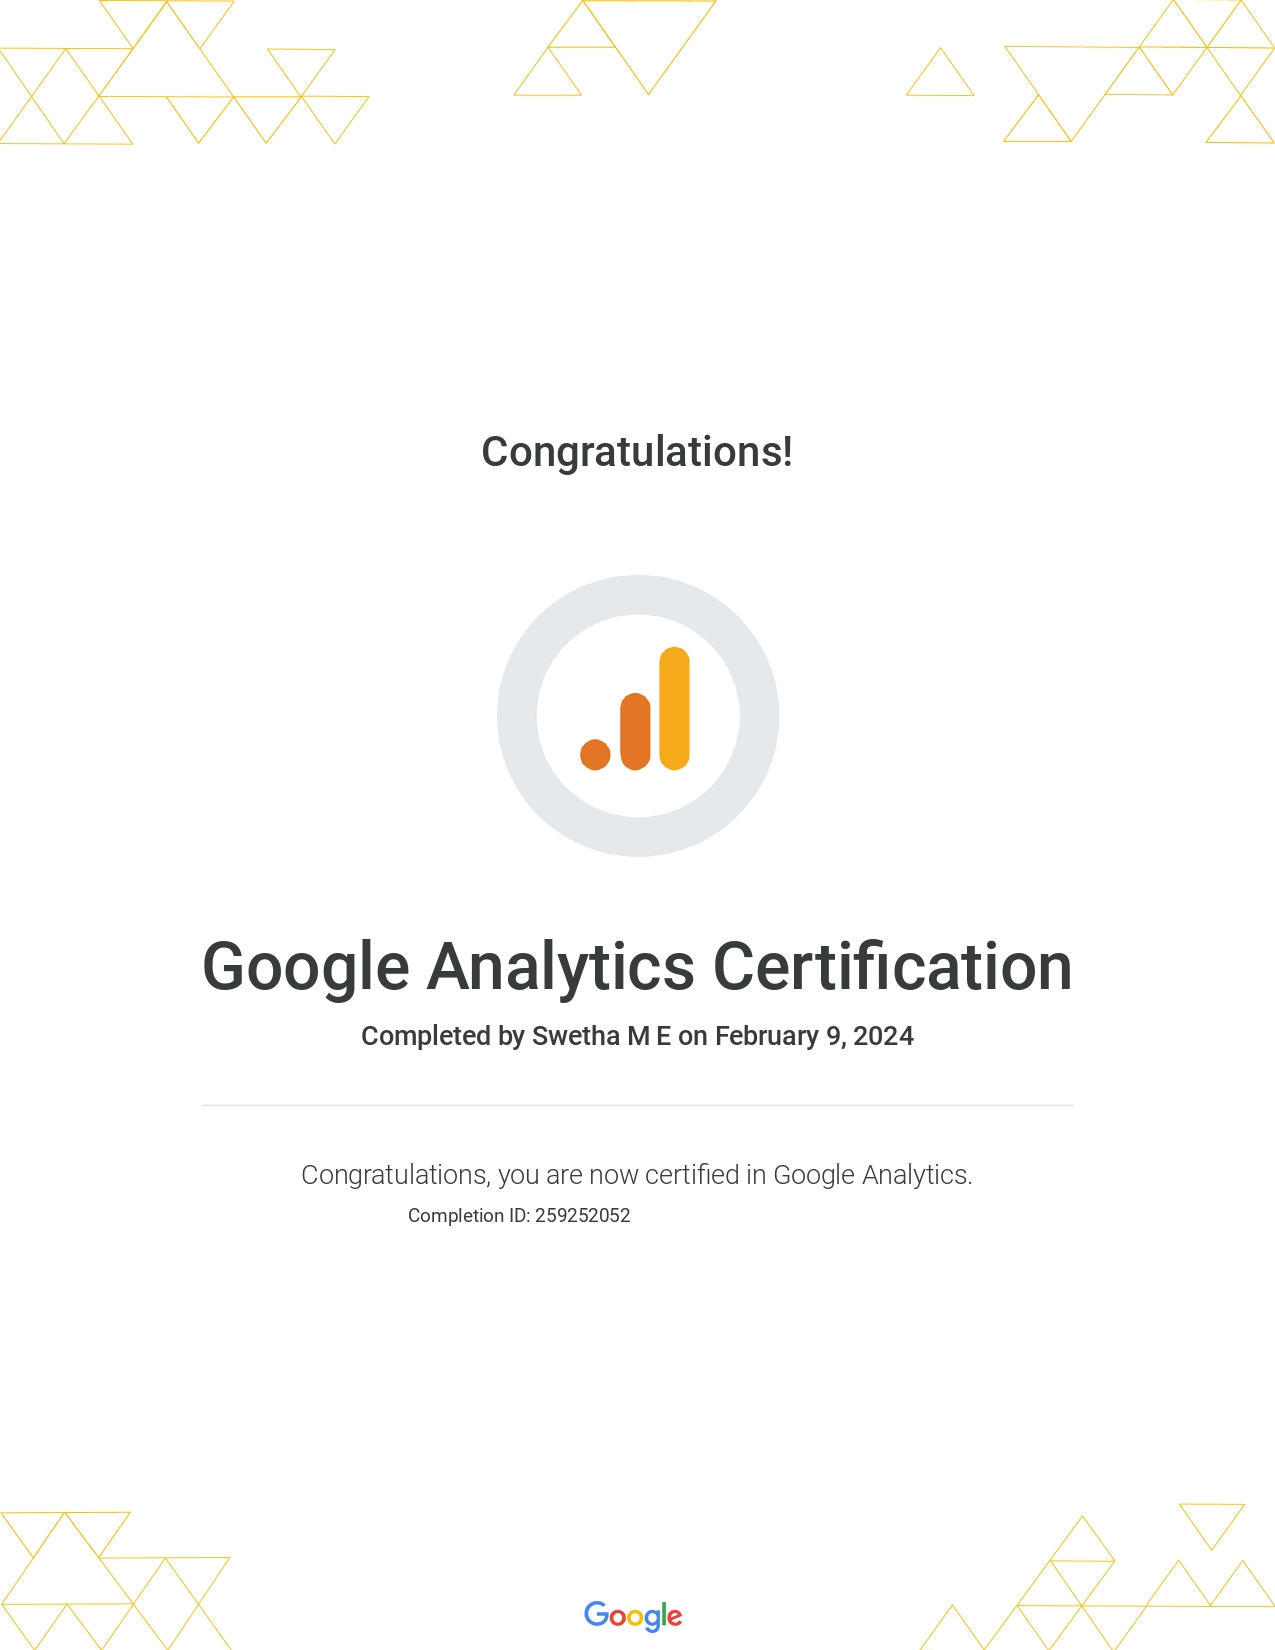 Congratulations!
Google Analytics Certification
Completed by Swetha M E on February 9, 2024
Congratulations, you are now certified in Google Analytics.
Completion ID: 259252052
Google